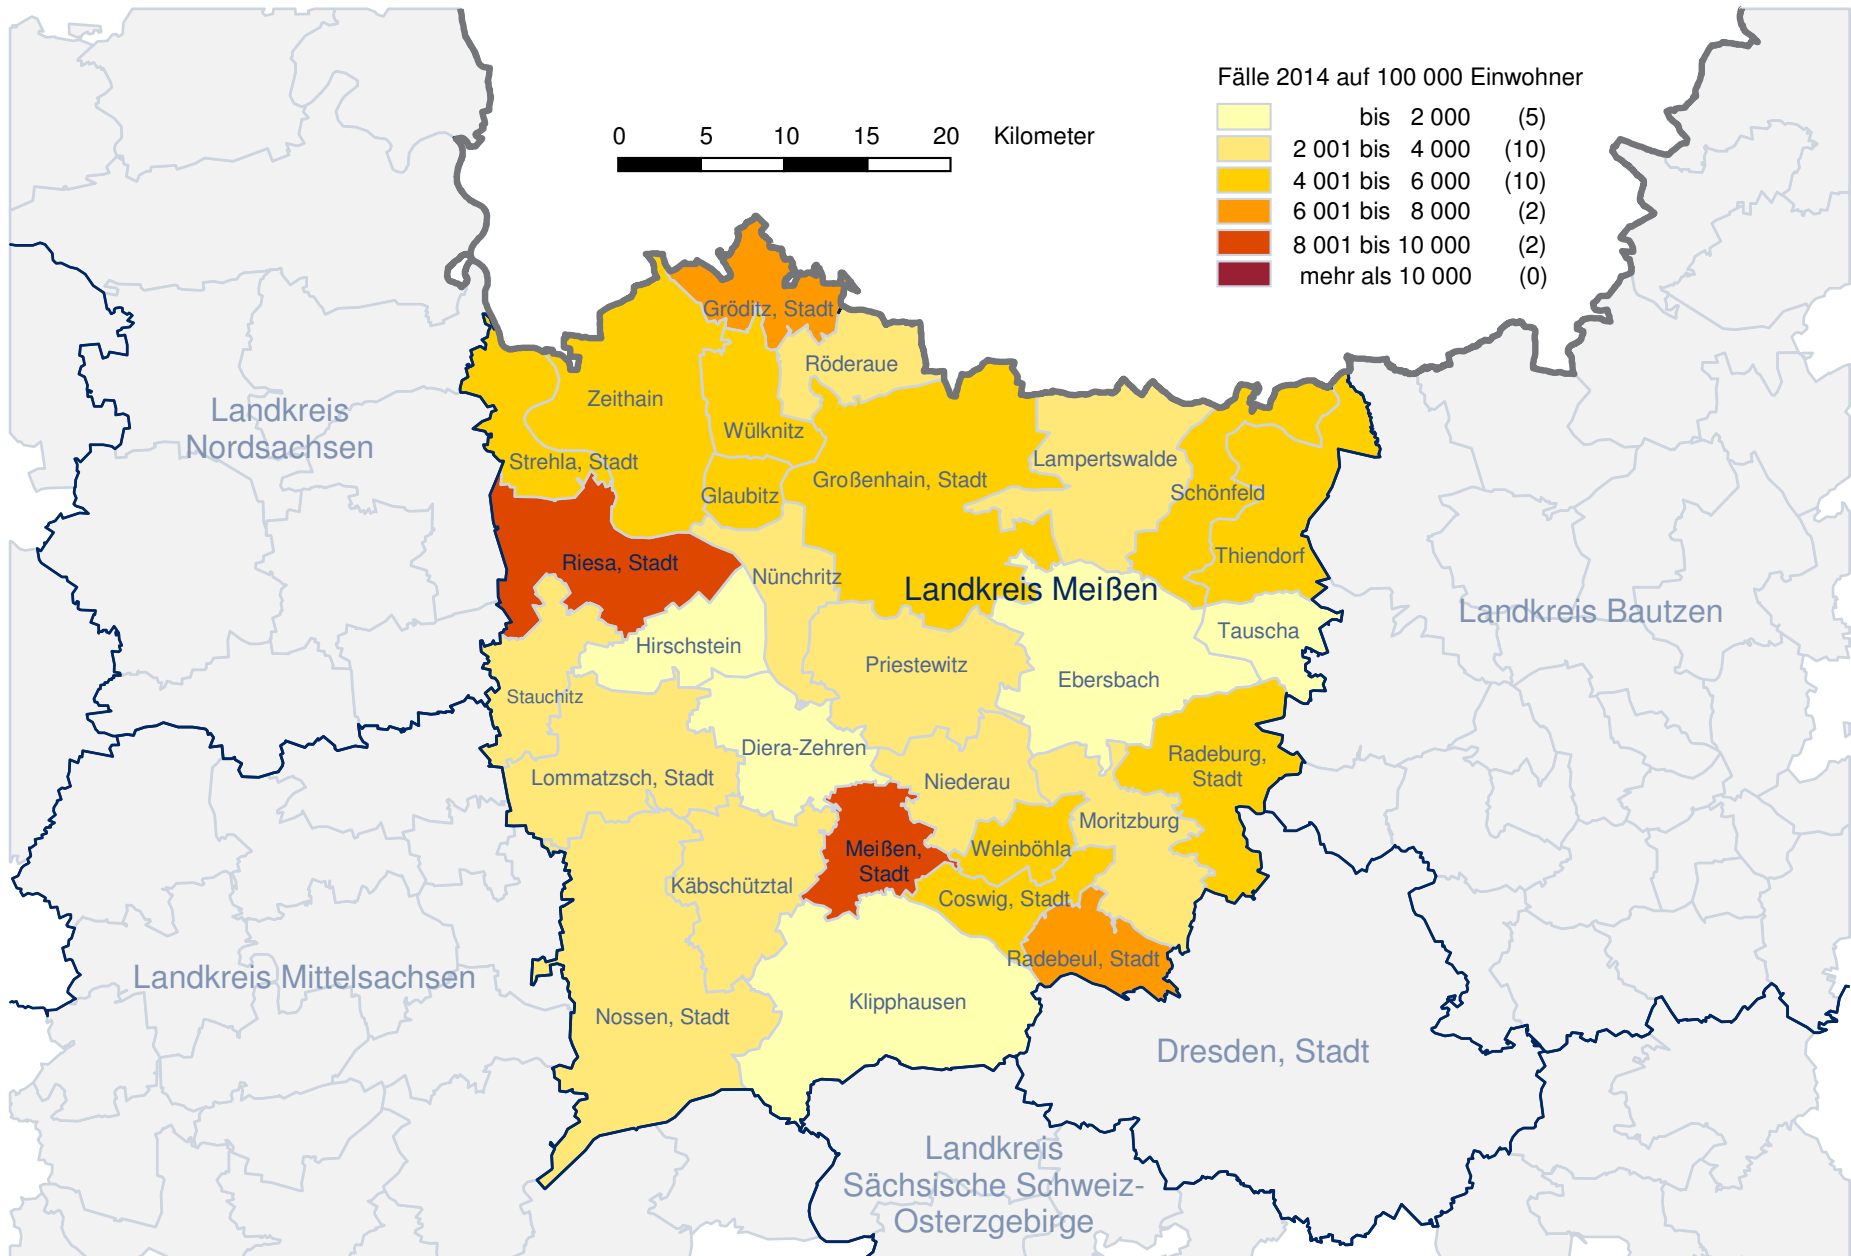 Fälle 2014 auf 100 000 Einwohner
bis 2 000 (5)
2 001 bis 4 000 (10)
4 001 bis 6 000 (10)
6 001 bis 8 000 (2)
8 001 bis 10 000 (2)
mehr als 10 000 (0)
0 5 10 15 20 Kilometer
Gröditz, Stadt
Röderaue
Zeithain
Landkreis
Nordsachsen
Wülknitz
Strehla, Stadt
Lampertswalde
Großenhain, Stadt
Glaubitz
Schönfeld
Thiendorf
Riesa, Stadt
Nünchritz
Landkreis Meißen
Landkreis Bautzen
Tauscha
Hirschstein
Priestewitz
Ebersbach
Stauchitz
Diera-Zehren
Radeburg,
Stadt
Lommatzsch, Stadt
Niederau
Moritzburg
Meißen,
Stadt
Weinböhla
Käbschütztal
Coswig, Stadt
Radebeul, Stadt
Landkreis Mittelsachsen
Klipphausen
Nossen, Stadt
Dresden, Stadt
Landkreis
Sächsische Schweiz-
Osterzgebirge